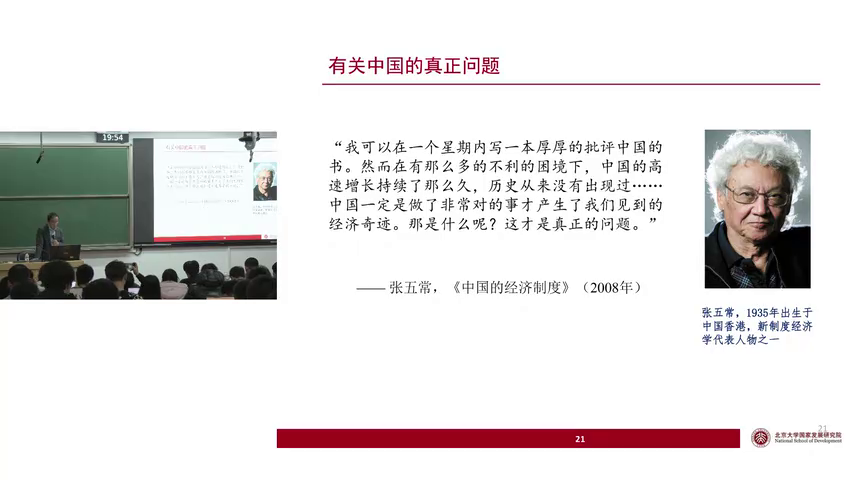 有关中国的真正问题
19:54
“我可以在一个星期内写一本厚厚的批评中国的
书。然而在有那么多的不利的困境下，中国的高
速增长持续了那么久，历史从来没有出现过……
中国一定是做了非常对的事才产生了我们见到的
经济奇迹。那是什么呢？这才是真正的问题。”
—— 张五常，《中国的经济制度》（2008年）
张五常，1935年出生于
中国香港，新制度经济
学代表人物之一
21
北京大学国家发展研究院
National School of Development
21